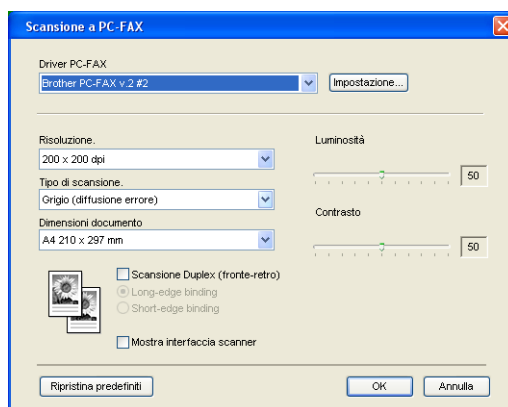 Scansione a PC-FAX
Driver PC-FAX
Brother PC-FAX v.2 #2
Impostazione...
Risoluzione.
200 x 200 dpi
Tipo di scansione.
Grigio (diffusione errore)
Dimensioni documento
A4 210 x 297 mm
Luminosità
50
Contrasto
50
Scansione Duplex (fronte-retro)
Long-edge binding
Short-edge binding
Mostra interfaccia scanner
Ripristina predefiniti
OK
Annulla